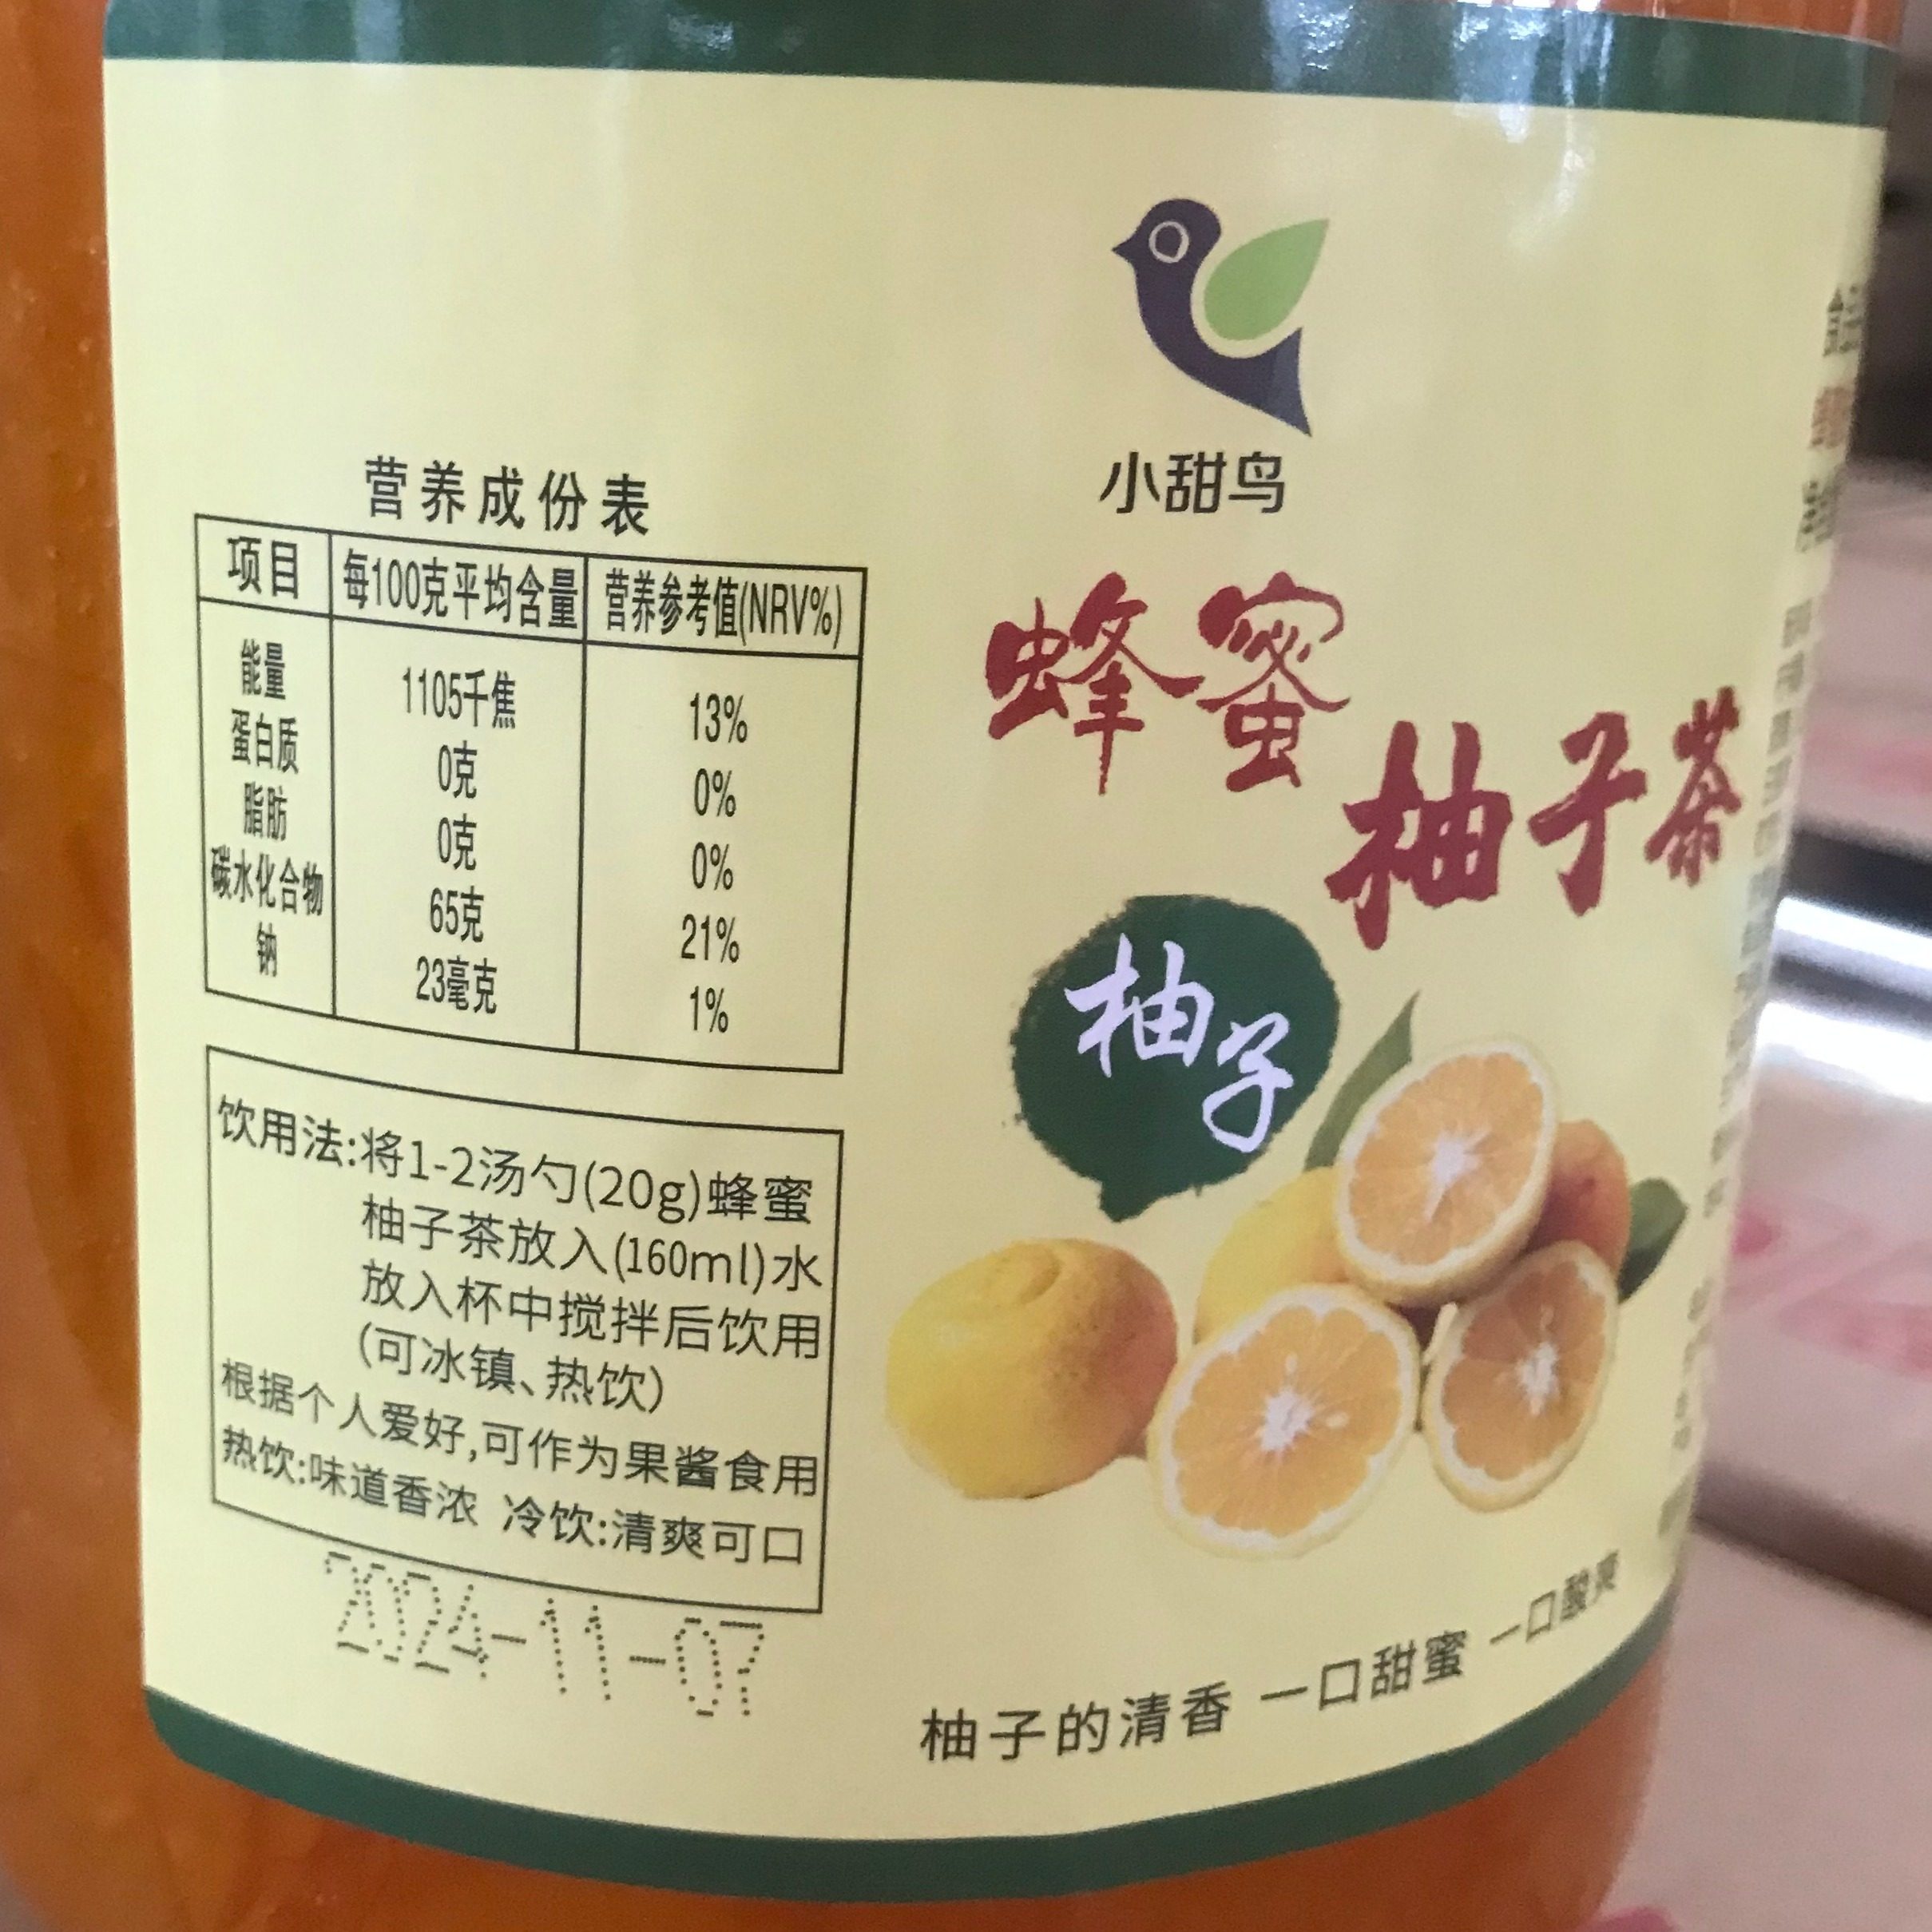 小甜鸟
蜂蜜
柚子茶
柚子
柚子的清香 一口甜蜜 一口酸爽
营养成份表
项目 每100克平均含量 营养参考值(NRV%)
能量 1105千焦 13%
蛋白质 0克 0%
脂肪 0克 0%
碳水化合物 65克 21%
钠 23毫克 1%
饮用法:将1-2汤勺(20g)蜂蜜
柚子茶放入(160ml)水
放入杯中搅拌后饮用
(可冰镇、热饮)
根据个人爱好,可作为果酱食用
热饮:味道香浓 冷饮:清爽可口
2024-11-07